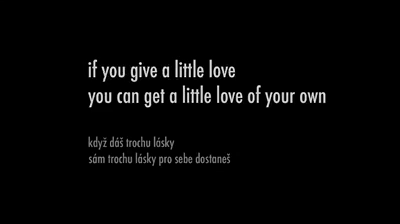 if you give a little love
you can get a little love of your own
když dáš trochu lásky
sám trochu lásky pro sebe dostaneš